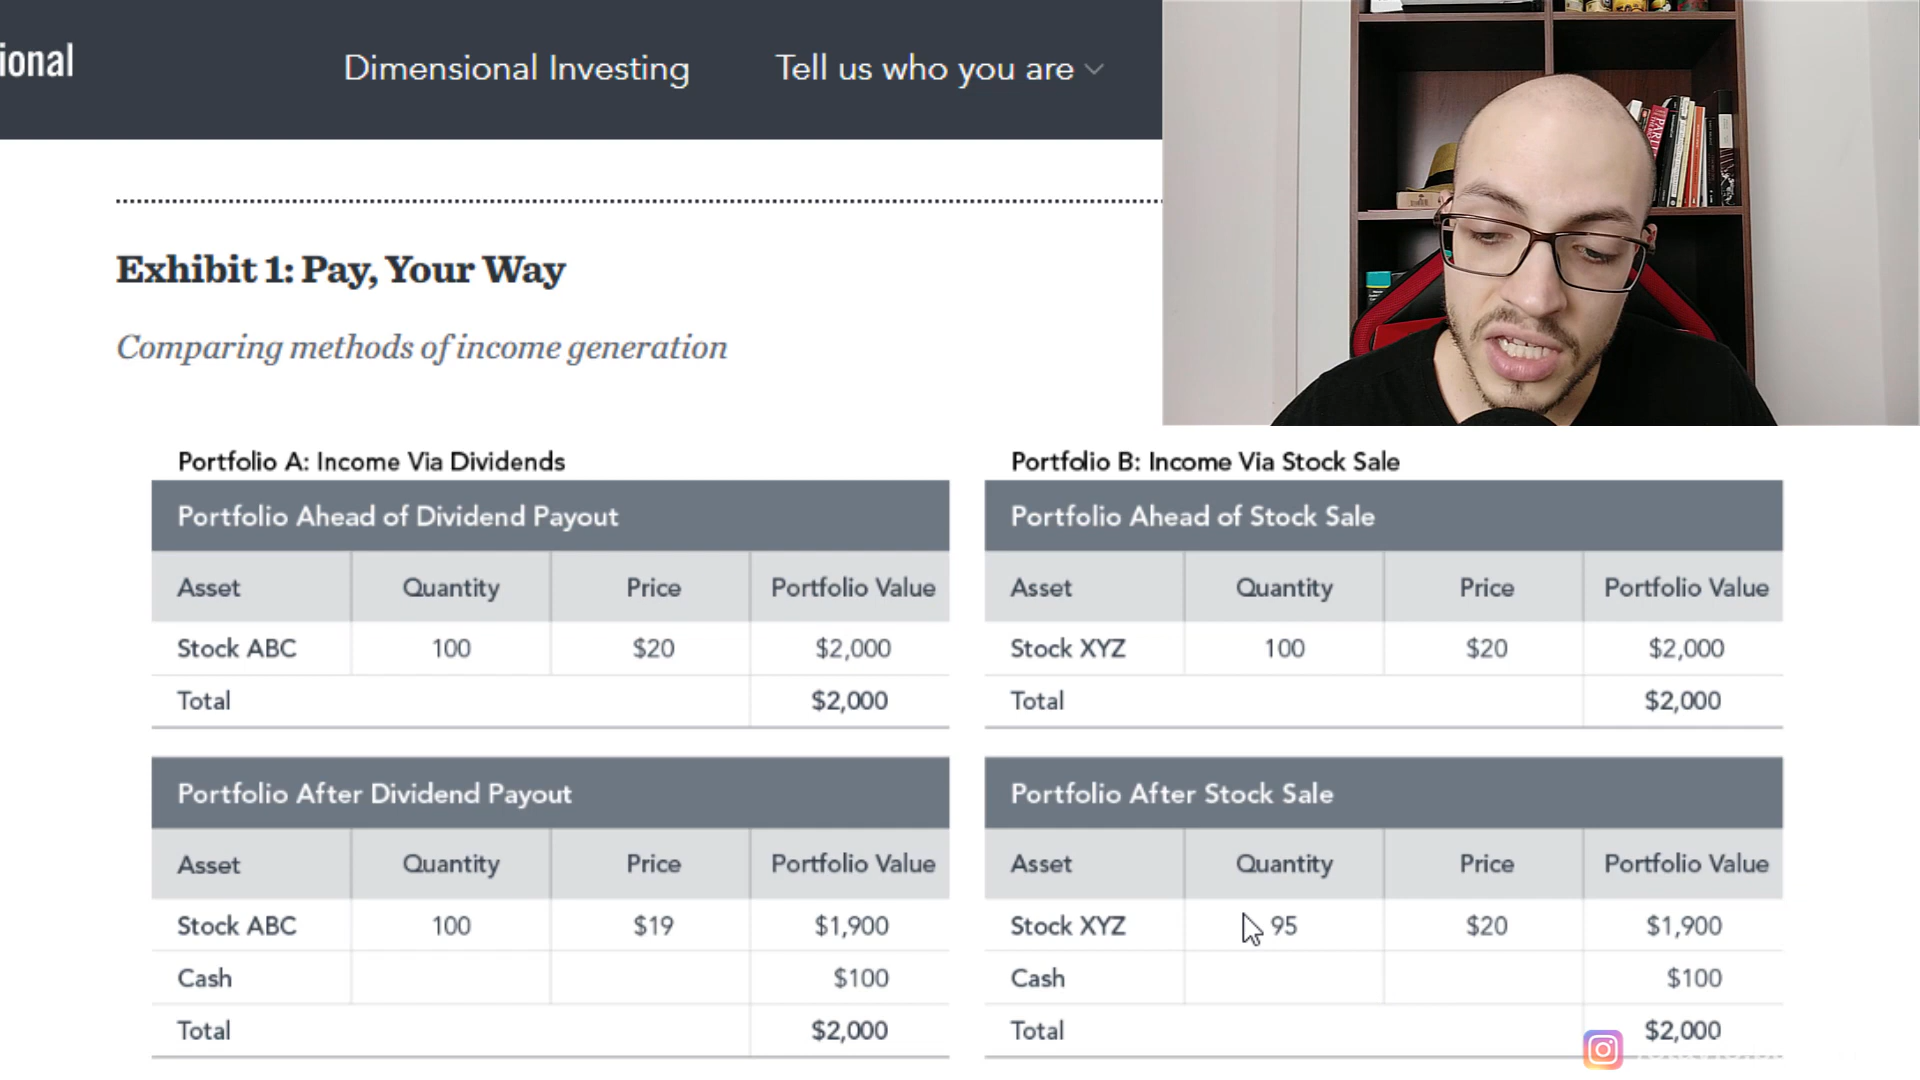 ional
Dimensional Investing
Tell us who you are
Exhibit 1: Pay, Your Way
Comparing methods of income generation
Portfolio A: Income Via Dividends
Portfolio Ahead of Dividend Payout
Asset Quantity Price Portfolio Value
Stock ABC 100 $20 $2,000
Total $2,000
Portfolio After Dividend Payout
Asset Quantity Price Portfolio Value
Stock ABC 100 $19 $1,900
Cash $100
Total $2,000
Portfolio B: Income Via Stock Sale
Portfolio Ahead of Stock Sale
Asset Quantity Price Portfolio Value
Stock XYZ 100 $20 $2,000
Total $2,000
Portfolio After Stock Sale
Asset Quantity Price Portfolio Value
Stock XYZ 95 $20 $1,900
Cash $100
Total $2,000